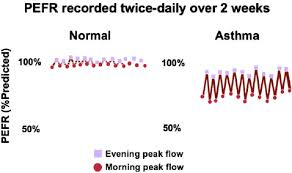 PEFR recorded twice-daily over 2 weeks
Normal
Asthma
PEFR (%Predicted)
100%
50%
100%
50%
Evening peak flow
Morning peak flow